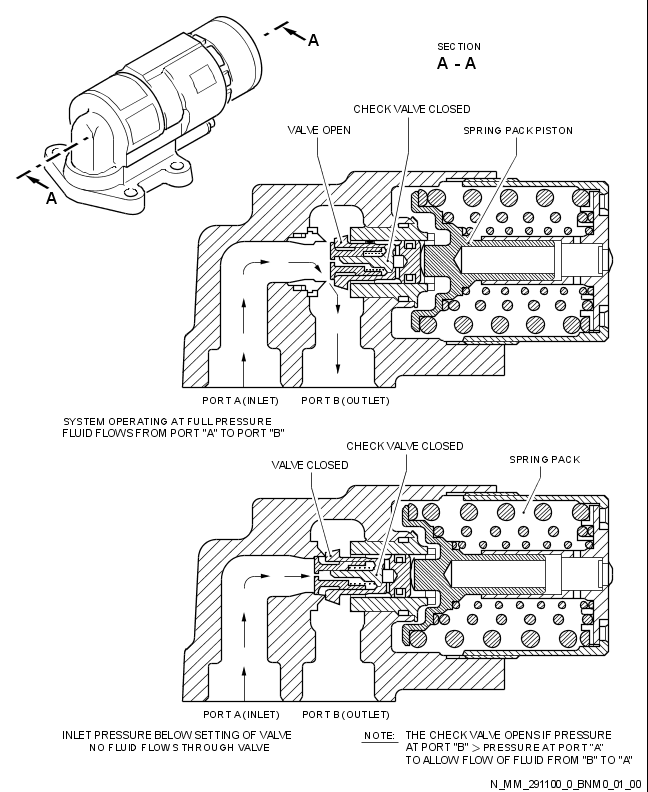 A
SECTION
A - A
A
CHECK VALVE CLOSED
VALVE OPEN
SPRING PACK PISTON
PORT A (INLET)
PORT B (OUTLET)
SYSTEM OPERATING AT FULL PRESSURE
FLUID FLOWS FROM PORT "A" TO PORT "B"
CHECK VALVE CLOSED
VALVE CLOSED
SPRING PACK
PORT A (INLET)
PORT B (OUTLET)
INLET PRESSURE BELOW SETTING OF VALVE
NO FLUID FLOWS THROUGH VALVE
NOTE: THE CHECK VALVE OPENS IF PRESSURE
AT PORT "B" > PRESSURE AT PORT "A"
TO ALLOW FLOW OF FLUID FROM "B" TO "A"
N_MM_291100_0_BNM0_01_00